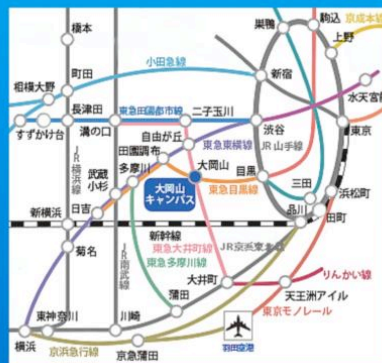 橋本
巣鴨
駒込
京成本線
上野
小田急線
新宿
町田
相模大野
水天宮前
長津田
東急田園都市線
二子玉川
渋谷
東京
すずかけ台
溝の口
自由が丘
東急東横線
JR山手線
JR横浜線
田園調布
大岡山
目黒
武蔵
小杉
多摩川
大岡山
キャンパス
東急目黒線
三田
浜松町
日吉
品川
田町
新横浜
新幹線
菊名
JR南武線
東急大井町線
JR京浜東北線
東急多摩川線
大井町
りんかい線
蒲田
天王洲アイル
東京モノレール
横浜
東神奈川
川崎
羽田空港
京浜急行線
京急蒲田